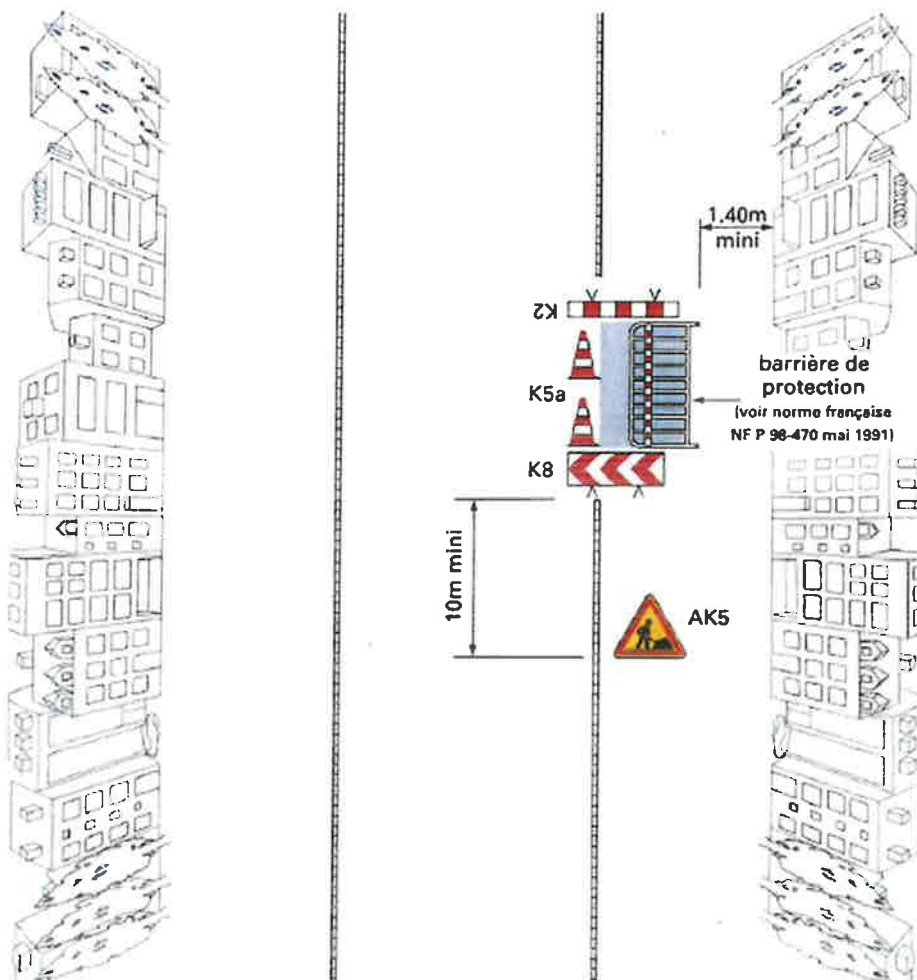 1.40m
mini
K2
K5a
barrière de
protection
(voir norme française
NF P 98-470 mai 1991)
K8
10m mini
AK5